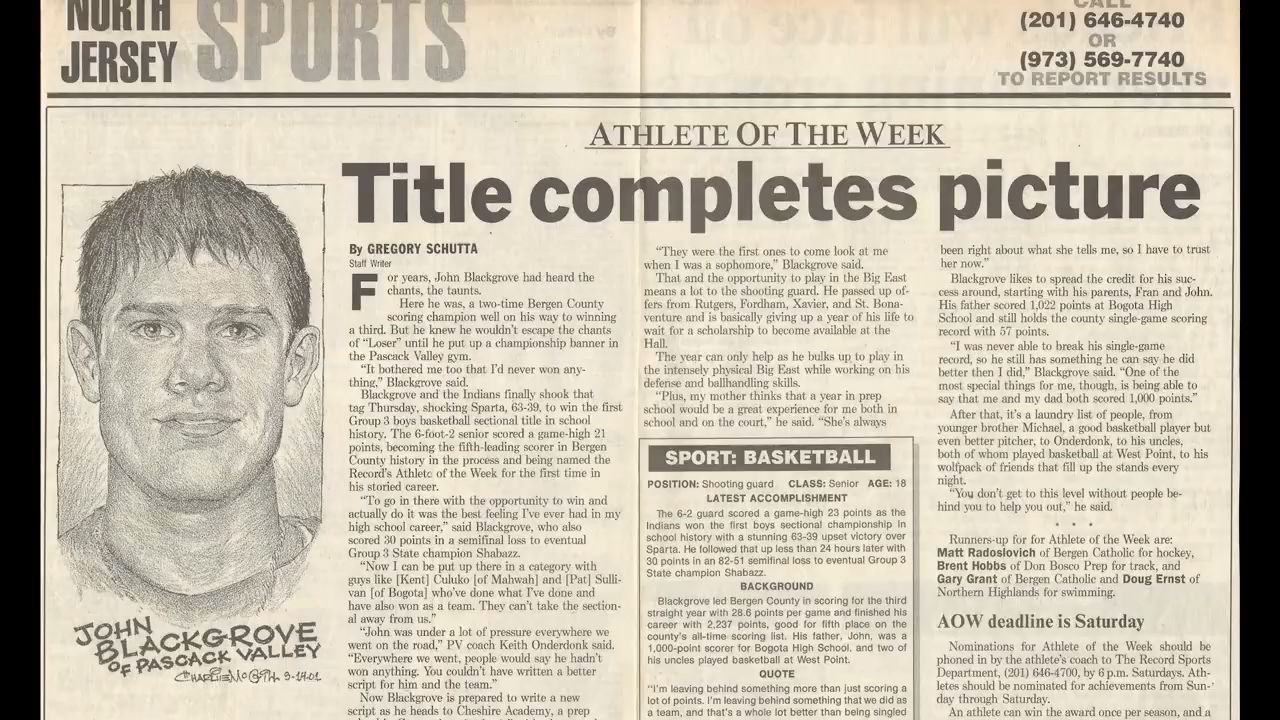 NORTH
JERSEY
SPORTS
CALL
(201) 646-4740
OR
(973) 569-7740
TO REPORT RESULTS
ATHLETE OF THE WEEK
Title completes picture
JOHN
BLACKGROVE
OF PASCACK VALLEY
3-14-01
By GREGORY SCHUTTA
Staff Writer
For years, John Blackgrove had heard the
chants, the taunts.
Here he was, a two-time Bergen County
scoring champion well on his way to winning
a third. But he knew he wouldn't escape the chants
of "Loser" until he put up a championship banner in
the Pascack Valley gym.
"It bothered me too that I'd never won any-
thing," Blackgrove said.
Blackgrove and the Indians finally shook that
tag Thursday, shocking Sparta, 63-39, to win the first
Group 3 boys basketball sectional title in school
history. The 6-foot-2 senior scored a game-high 21
points, becoming the fifth-leading scorer in Bergen
County history in the process and being named the
Record's Athlete of the Week for the first time in
his storied career.
"To go in there with the opportunity to win and
actually do it was the best feeling I've ever had in my
high school career," said Blackgrove, who also
scored 30 points in a semifinal loss to eventual
Group 3 State champion Shabazz.
"Now I can be put up there in a category with
guys like [Kent] Culuko [of Mahwah] and [Pat] Sulli-
van [of Bogota] who've done what I've done and
have also won as a team. They can't take the section-
al away from us."
"John was under a lot of pressure everywhere we
went on the road," PV coach Keith Onderdonk said.
"Everywhere we went, people would say he hadn't
won anything. You couldn't have written a better
script for him and the team."
Now Blackgrove is prepared to write a new
script as he heads to Cheshire Academy, a prep
"They were the first ones to come look at me
when I was a sophomore," Blackgrove said.
That and the opportunity to play in the Big East
means a lot to the shooting guard. He passed up of-
fers from Rutgers, Fordham, Xavier, and St. Bona-
venture and is basically giving up a year of his life to
wait for a scholarship to become available at the
Hall.
The year can only help as he bulks up to play in
the intensely physical Big East while working on his
defense and ballhandling skills.
"Plus, my mother thinks that a year in prep
school would be a great experience for me both in
school and on the court," he said. "She's always
SPORT: BASKETBALL
POSITION: Shooting guard CLASS: Senior AGE: 18
LATEST ACCOMPLISHMENT
The 6-2 guard scored a game-high 23 points as the
Indians won the first boys sectional championship in
school history with a stunning 63-39 upset victory over
Sparta. He followed that up less than 24 hours later with
30 points in an 82-51 semifinal loss to eventual Group 3
State champion Shabazz.
BACKGROUND
Blackgrove led Bergen County in scoring for the third
straight year with 28.6 points per game and finished his
career with 2,237 points, good for fifth place on the
county's all-time scoring list. His father, John, was a
1,000-point scorer for Bogota High School, and two of
his uncles played basketball at West Point.
QUOTE
"I'm leaving behind something more than just scoring a
lot of points. I'm leaving behind something that we did as
a team, and that's a whole lot better than being singled
been right about what she tells me, so I have to trust
her now."
Blackgrove likes to spread the credit for his suc-
cess around, starting with his parents, Fran and John.
His father scored 1,022 points at Bogota High
School and still holds the county single-game scoring
record with 57 points.
"I was never able to break his single-game
record, so he still has something he can say he did
better then I did," Blackgrove said. "One of the
most special things for me, though, is being able to
say that me and my dad both scored 1,000 points."
After that, it's a laundry list of people, from
younger brother Michael, a good basketball player but
even better pitcher, to Onderdonk, to his uncles,
both of whom played basketball at West Point, to his
wolfpack of friends that fill up the stands every
night.
"You don't get to this level without people be-
hind you to help you out," he said.
• • •
Runners-up for for Athlete of the Week are:
Matt Radoslovich of Bergen Catholic for hockey,
Brent Hobbs of Don Bosco Prep for track, and
Gary Grant of Bergen Catholic and Doug Ernst of
Northern Highlands for swimming.
AOW deadline is Saturday
Nominations for Athlete of the Week should be
phoned in by the athlete's coach to The Record Sports
Department, (201) 646-4700, by 6 p.m. Saturdays. Ath-
letes should be nominated for achievements from Sun-
day through Saturday.
An athlete can win the award once per season, and a